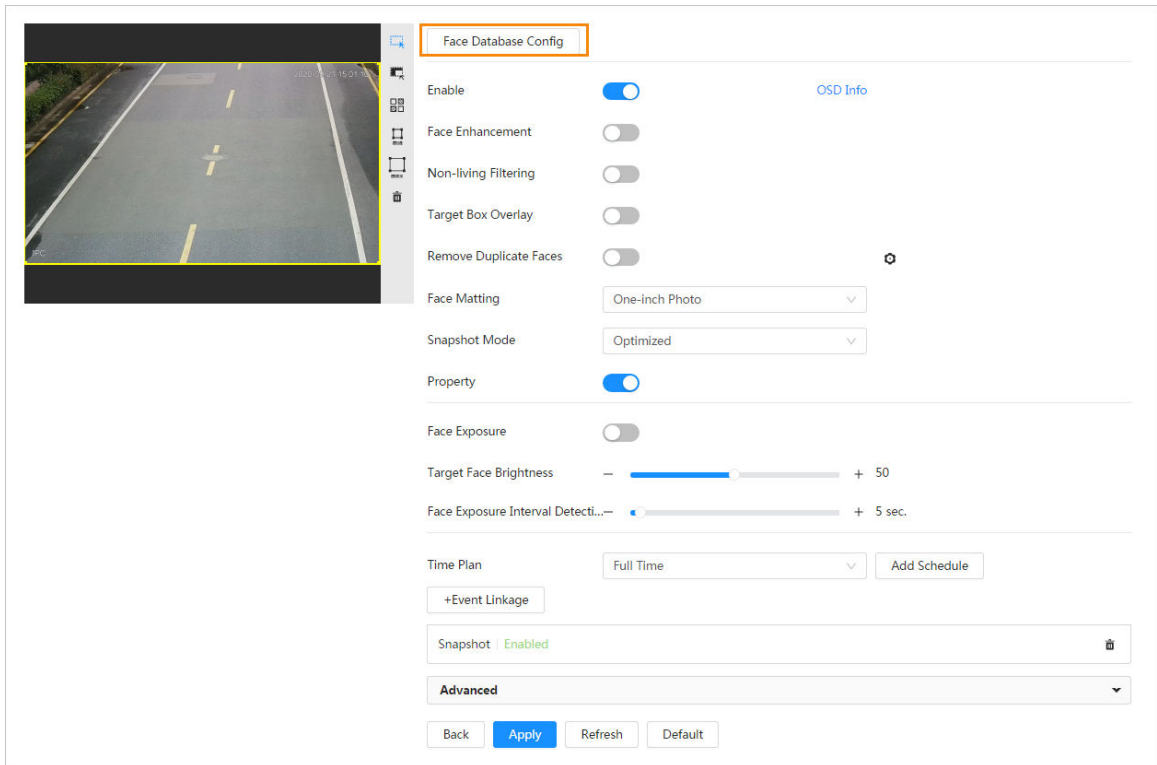 Face Database Config
Enable
OSD Info
Face Enhancement
Non-living Filtering
Target Box Overlay
Remove Duplicate Faces
Face Matting
One-inch Photo
Snapshot Mode
Optimized
Property
Face Exposure
Target Face Brightness
− + 50
Face Exposure Interval Detecti...
− + 5 sec.
Time Plan
Full Time
Add Schedule
+Event Linkage
Snapshot | Enabled
Advanced
Back
Apply
Refresh
Default
IPC